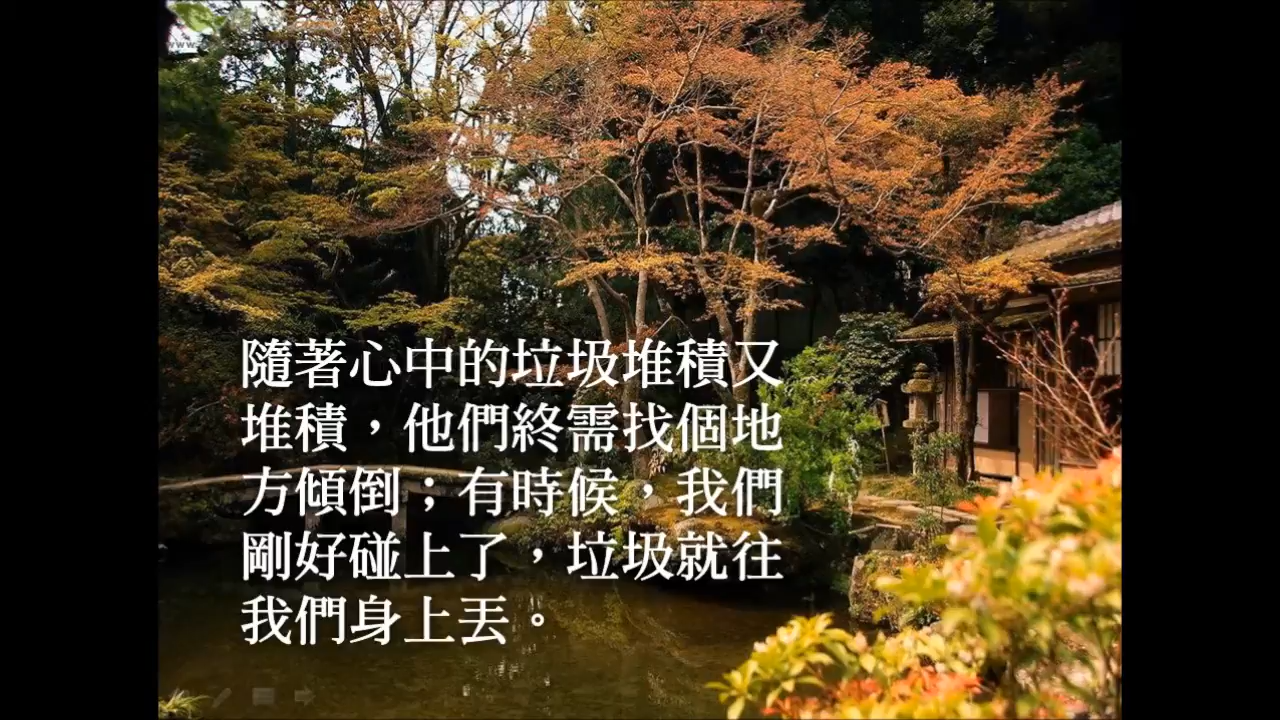 隨著心中的垃圾堆積又
堆積，他們終需找個地
方傾倒；有時候，我們
剛好碰上了，垃圾就往
我們身上丟。